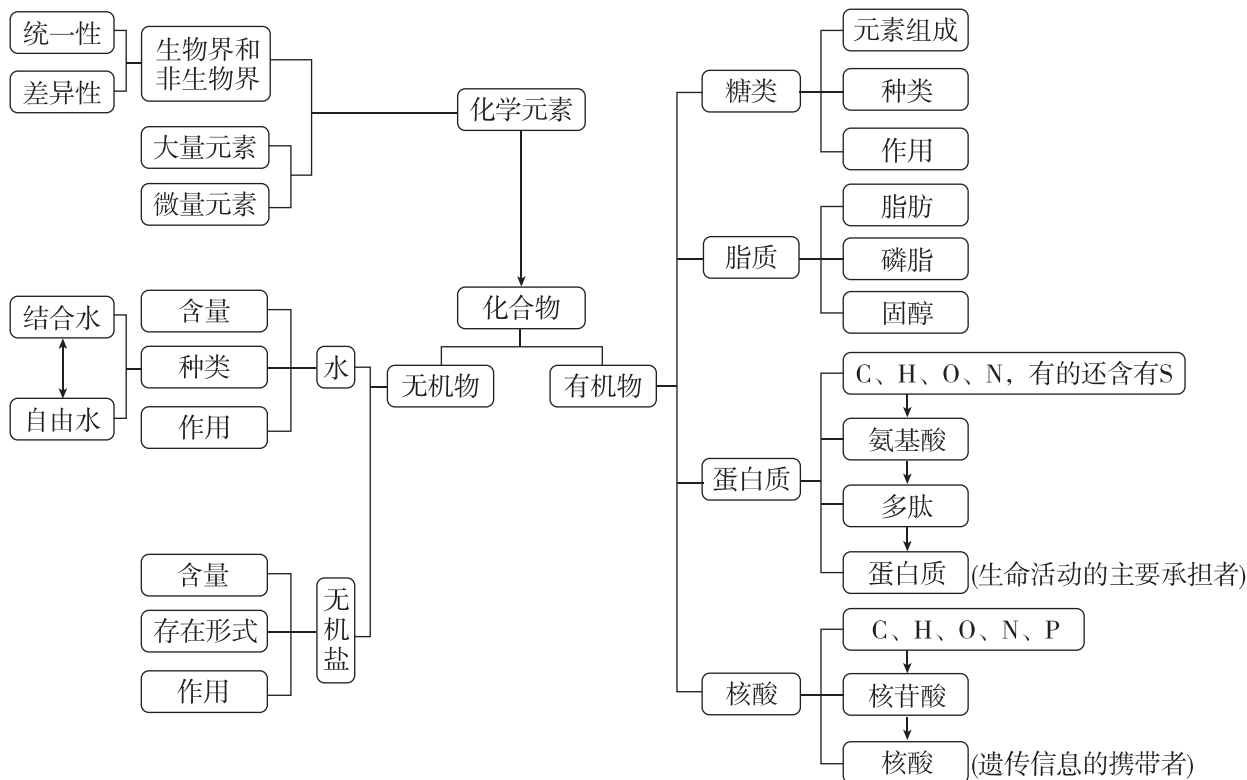 统一性
差异性
生物界和
非生物界
大量元素
微量元素
化学元素
化合物
无机物
有机物
结合水
自由水
含量
种类
作用
水
含量
存在形式
作用
无
机
盐
糖类
元素组成
种类
作用
脂质
脂肪
磷脂
固醇
蛋白质
C、H、O、N，有的还含有S
氨基酸
多肽
蛋白质(生命活动的主要承担者)
核酸
C、H、O、N、P
核苷酸
核酸(遗传信息的携带者)